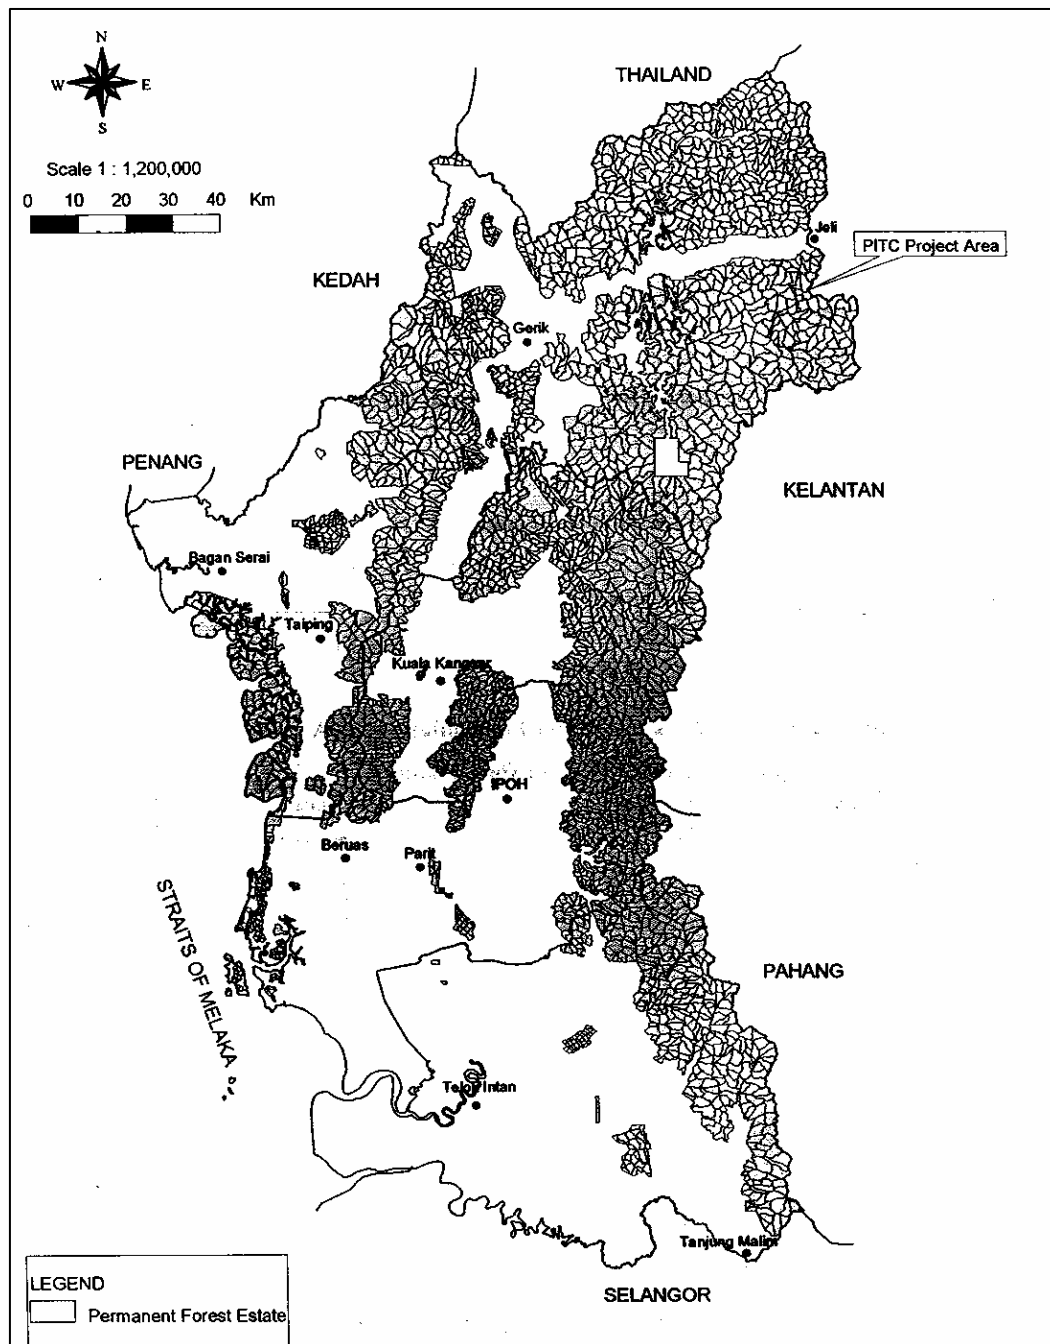 N
W E
S
THAILAND
Scale 1 : 1,200,000
0 10 20 30 40 Km
Jeli
PITC Project Area
KEDAH
Gerik
PENANG
KELANTAN
Bagan Serai
Taiping
Kuala Kangsar
IPOH
Beruas
Parit
STRAITS OF MELAKA
PAHANG
Telok Intan
Tanjung Malim
SELANGOR
LEGEND
Permanent Forest Estate